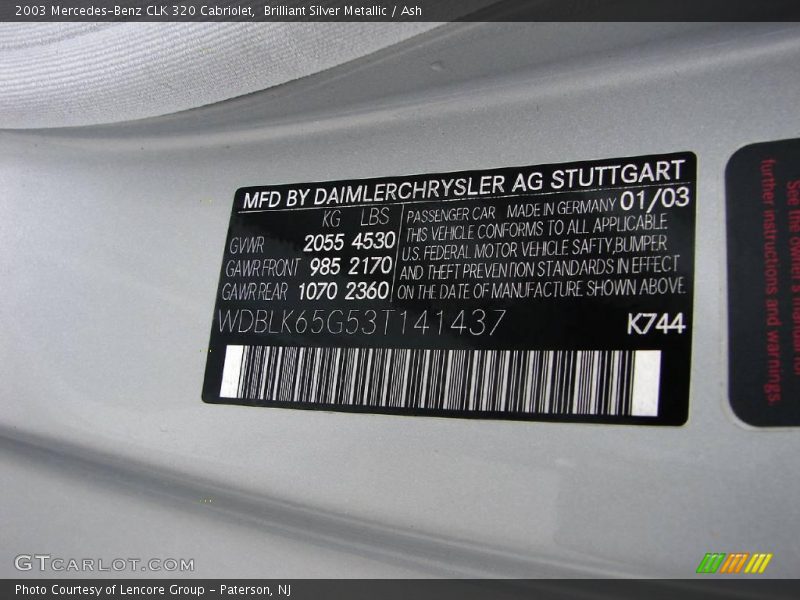 2003 Mercedes-Benz CLK 320 Cabriolet, Brilliant Silver Metallic / Ash
MFD BY DAIMLERCHRYSLER AG STUTTGART
KG LBS
GVWR 2055 4530
GAWR FRONT 985 2170
GAWR REAR 1070 2360
PASSENGER CAR MADE IN GERMANY 01/03
THIS VEHICLE CONFORMS TO ALL APPLICABLE
U.S. FEDERAL MOTOR VEHICLE SAFTY,BUMPER
AND THEFT PREVENTION STANDARDS IN EFFECT
ON THE DATE OF MANUFACTURE SHOWN ABOVE.
WDBLK65G53T141437 K744
See the owner's manual for
further instructions and warnings
GTCARLOT.COM
Photo Courtesy of Lencore Group - Paterson, NJ